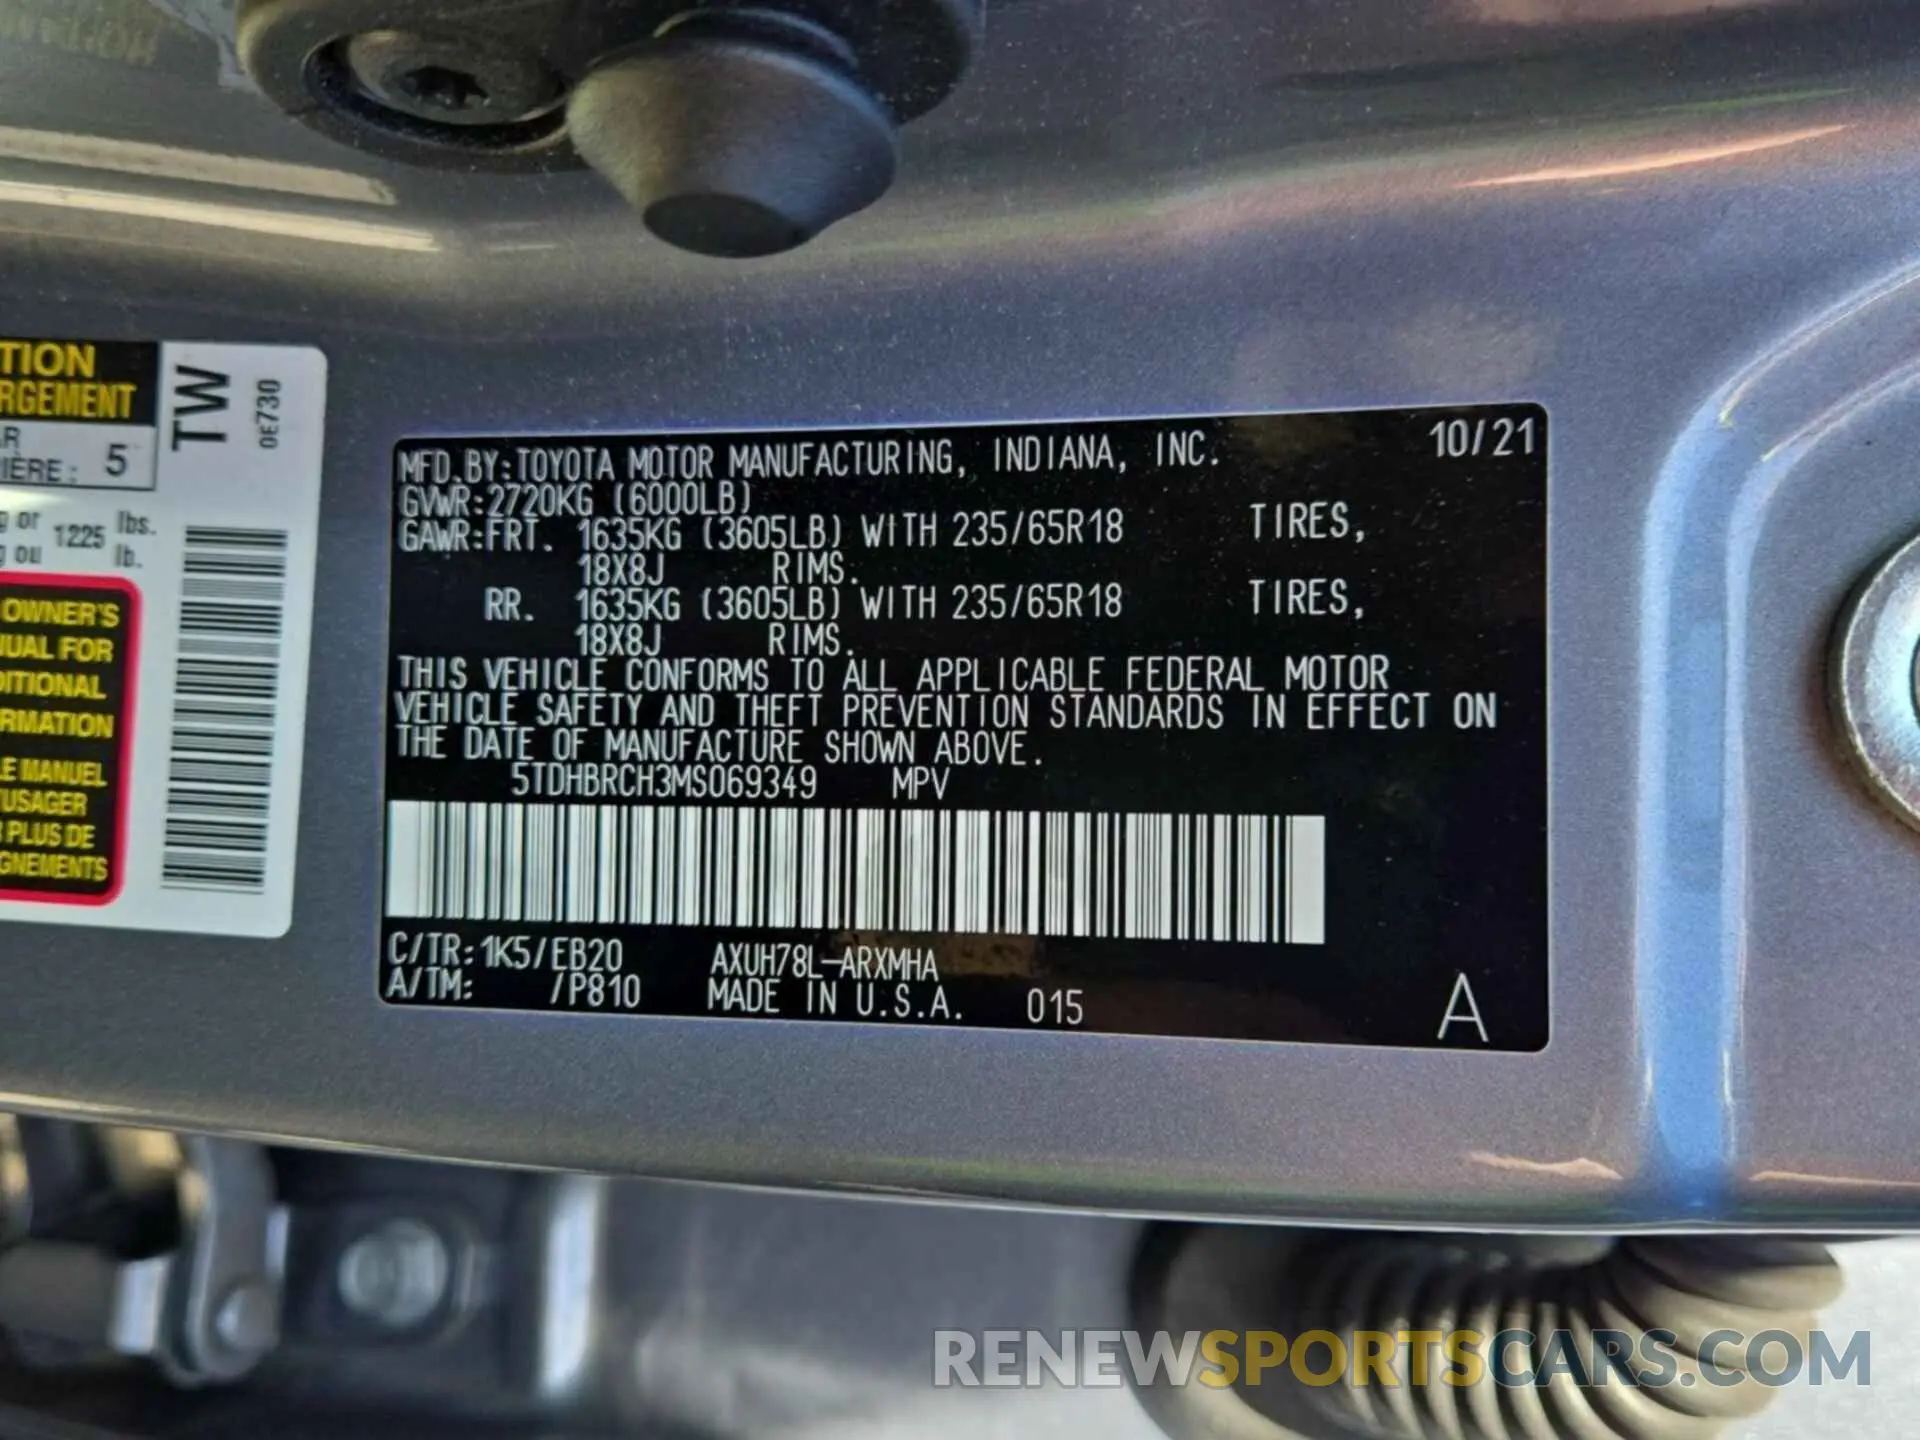 TION
RGEMENT
AR
RIÈRE: 5
g or 1225 lbs.
g ou lb.
TW
0E730
OWNER'S
UAL FOR
DITIONAL
RMATION
LE MANUEL
'USAGER
R PLUS DE
GNEMENTS
MFD.BY:TOYOTA MOTOR MANUFACTURING, INDIANA, INC. 10/21
GVWR:2720KG (6000LB)
GAWR:FRT. 1635KG (3605LB) WITH 235/65R18 TIRES,
18X8J RIMS.
RR. 1635KG (3605LB) WITH 235/65R18 TIRES,
18X8J RIMS.
THIS VEHICLE CONFORMS TO ALL APPLICABLE FEDERAL MOTOR
VEHICLE SAFETY AND THEFT PREVENTION STANDARDS IN EFFECT ON
THE DATE OF MANUFACTURE SHOWN ABOVE.
5TDHBRCH3MS069349 MPV
C/TR:1K5/EB20 AXUH78L-ARXMHA
A/TM: /P810 MADE IN U.S.A. 015 A
RENEWSPORTSCARS.COM